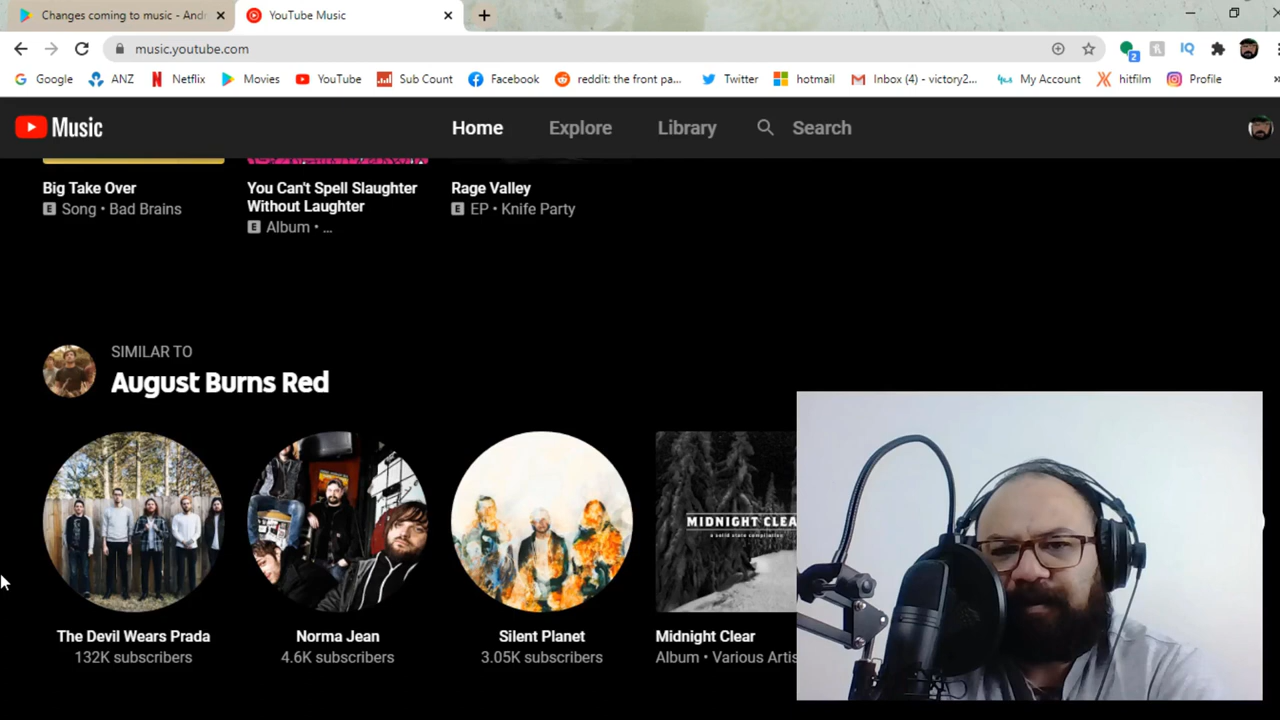 Changes coming to music - Andr
YouTube Music
music.youtube.com
Google ANZ Netflix Movies YouTube Sub Count Facebook reddit: the front pa... Twitter hotmail Inbox (4) - victory2... My Account hitfilm Profile
Music Home Explore Library Search
Big Take Over
E Song • Bad Brains
You Can't Spell Slaughter
Without Laughter
E Album • ...
Rage Valley
E EP • Knife Party
SIMILAR TO
August Burns Red
MIDNIGHT CLEA
a solid state compilation
The Devil Wears Prada
132K subscribers
Norma Jean
4.6K subscribers
Silent Planet
3.05K subscribers
Midnight Clear
Album • Various Artis